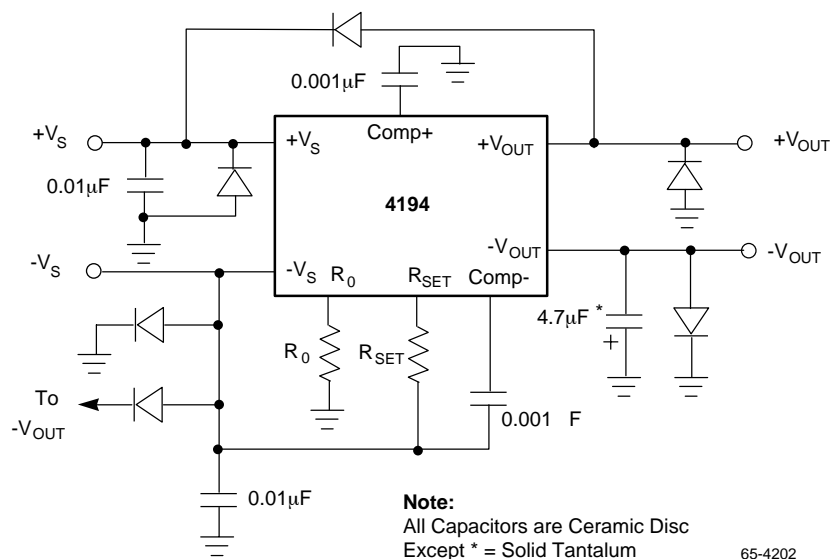 0.001μF
+VS
+VS
Comp+
+VOUT
+VOUT
0.01μF
4194
-VS
-VS
R0
RSET
Comp-
-VOUT
-VOUT
4.7μF *
+
R0
RSET
To
-VOUT
0.001 F
0.01μF
Note:
All Capacitors are Ceramic Disc
Except * = Solid Tantalum
65-4202